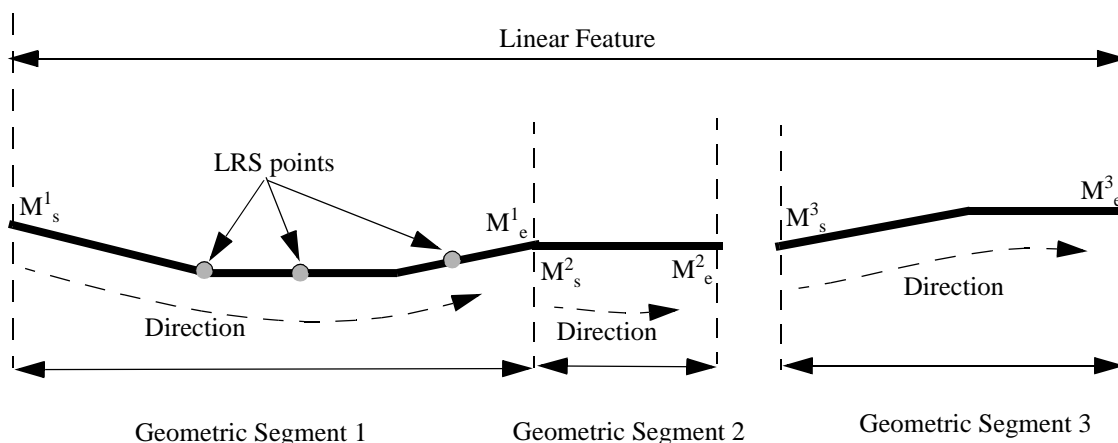 Linear Feature
LRS points
M¹ₛ
M¹ₑ
M²ₛ
M²ₑ
M³ₛ
M³ₑ
Direction
Direction
Direction
Geometric Segment 1
Geometric Segment 2
Geometric Segment 3